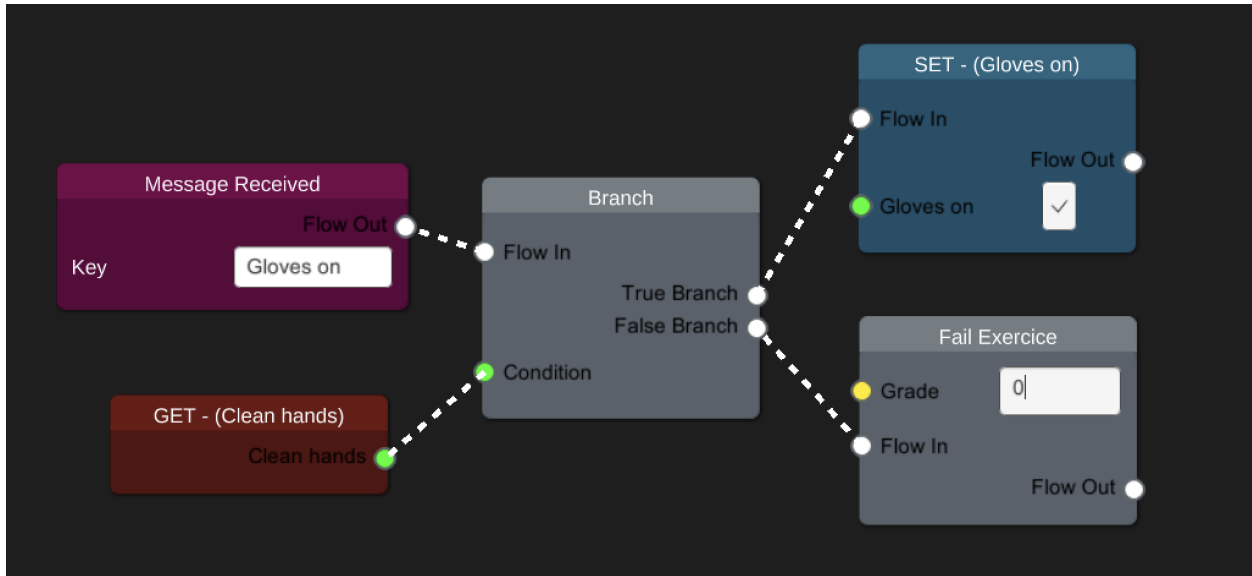 Message Received
Flow Out
Key
Gloves on
GET - (Clean hands)
Clean hands
Branch
Flow In
True Branch
False Branch
Condition
SET - (Gloves on)
Flow In
Flow Out
Gloves on
Fail Exercice
Grade
0
Flow In
Flow Out